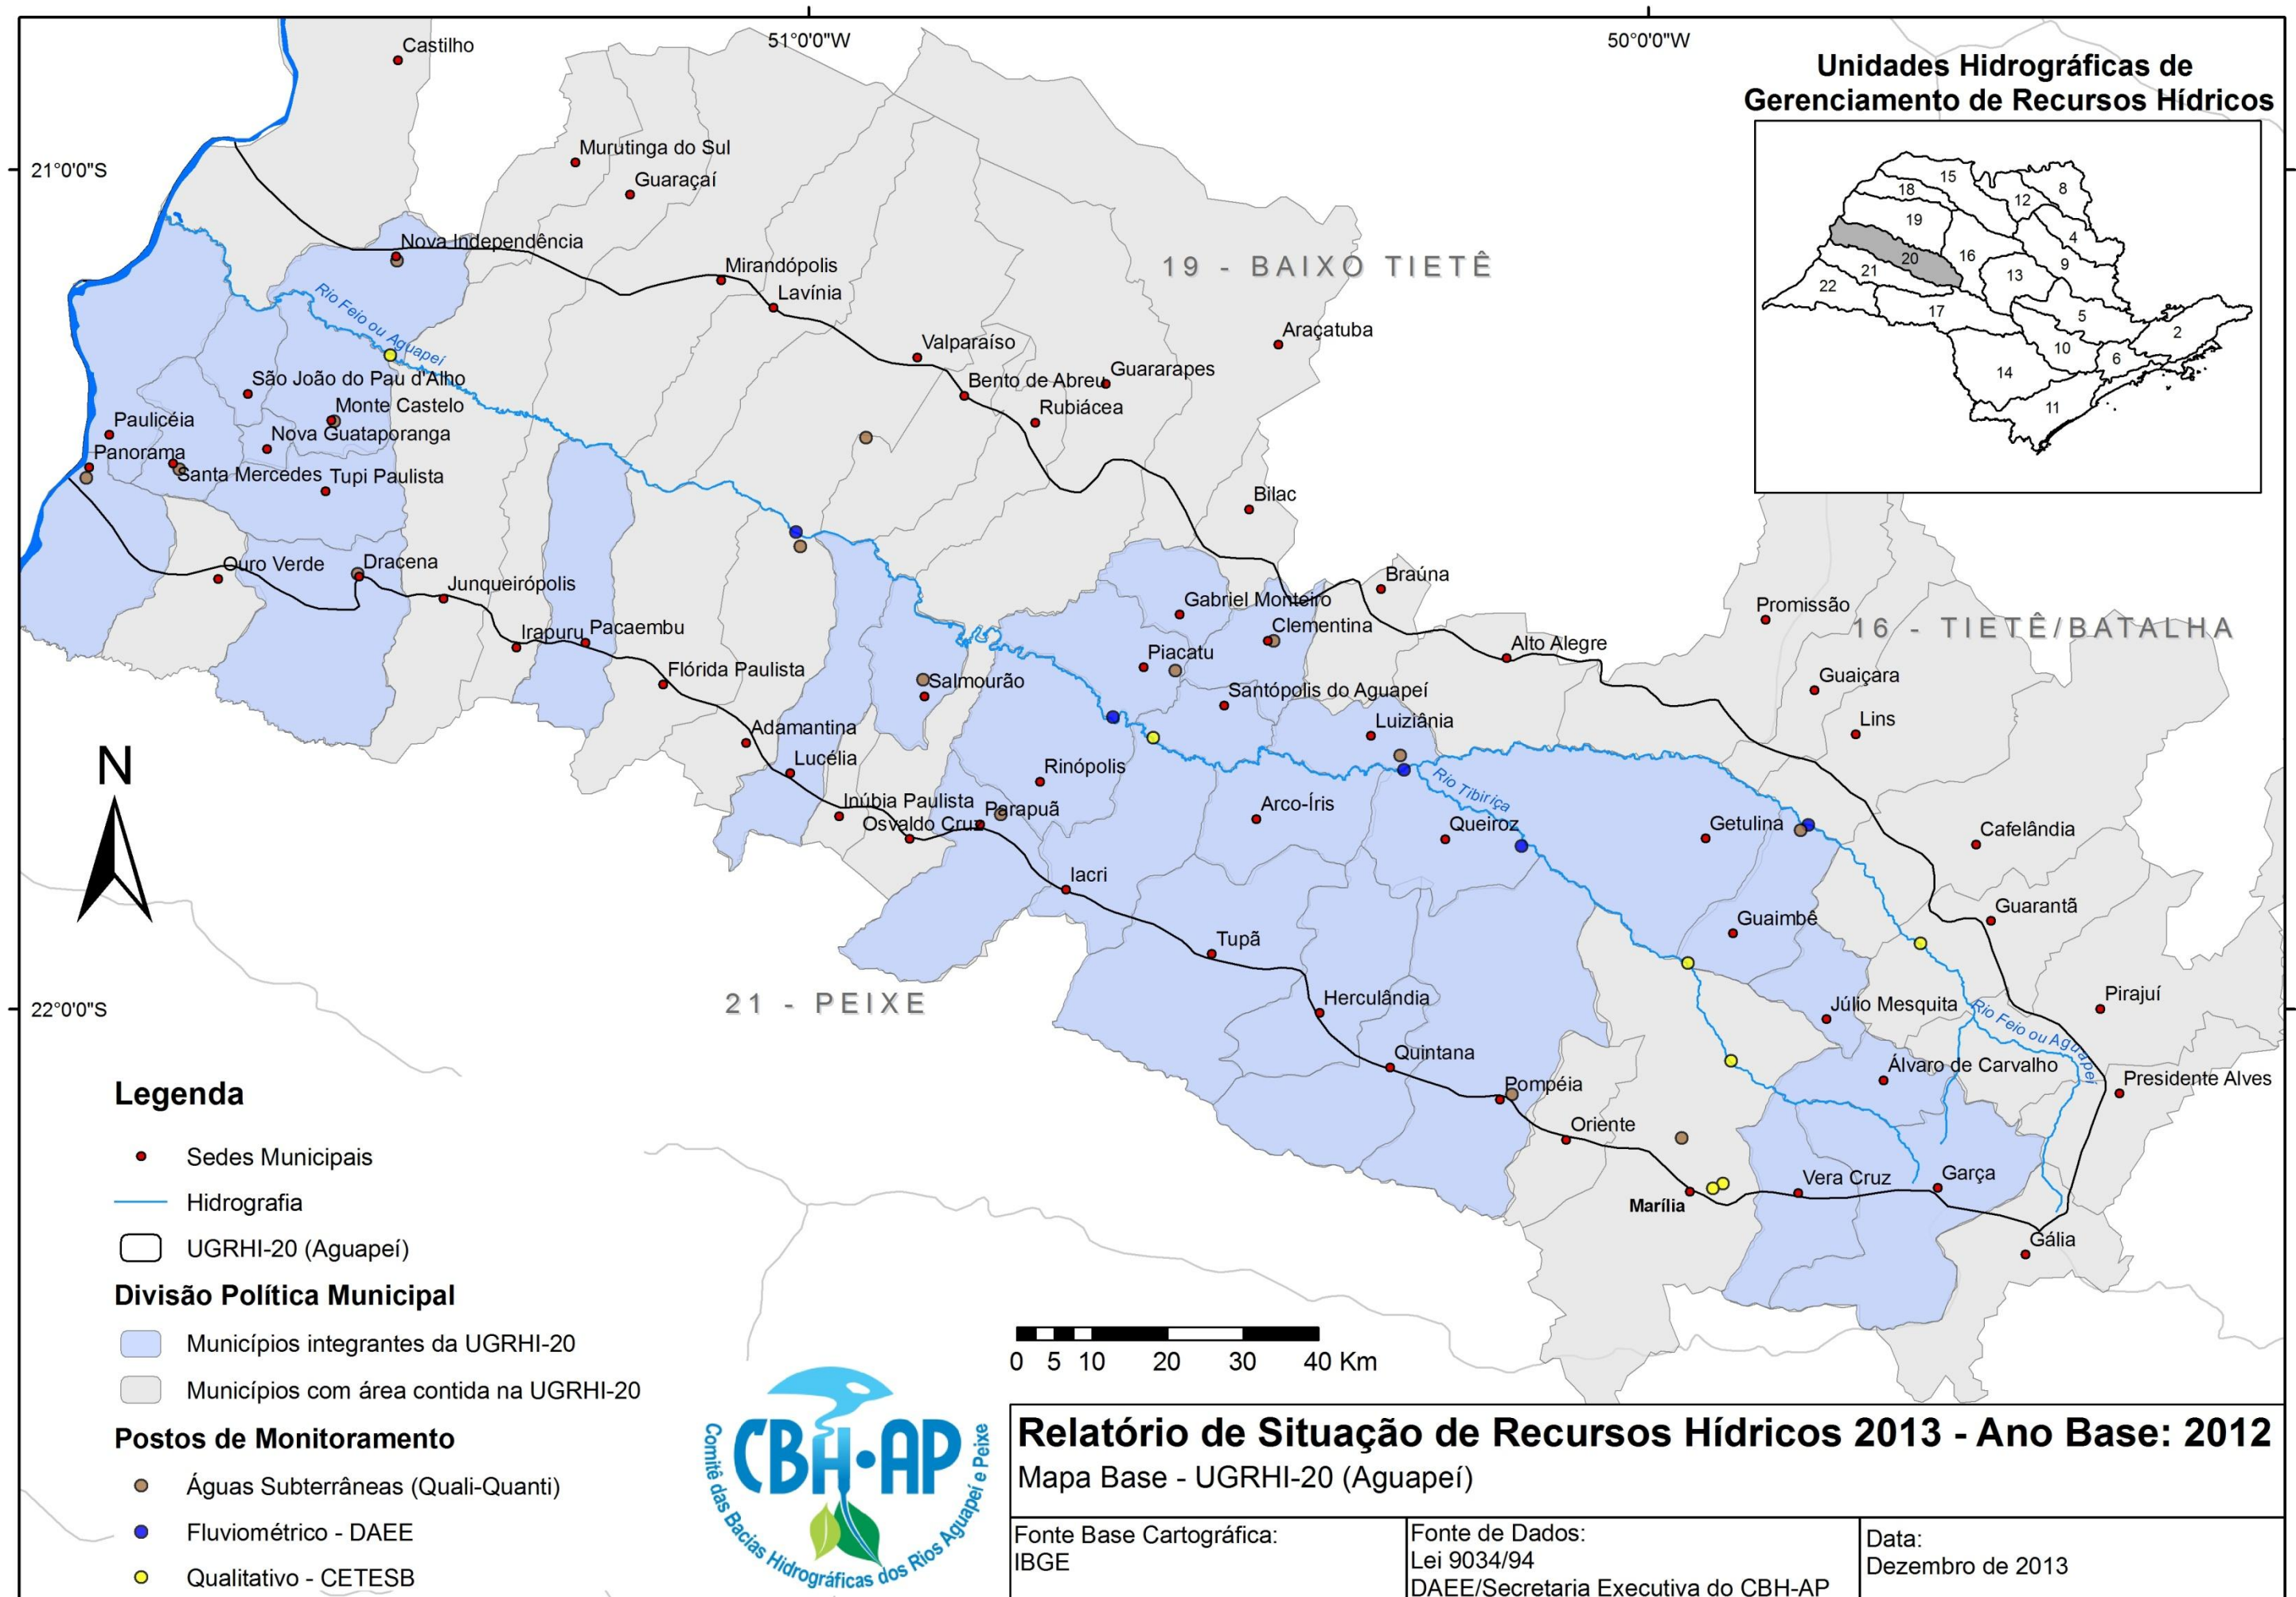 51°0'0"W
50°0'0"W
21°0'0"S
22°0'0"S
Unidades Hidrográficas de
Gerenciamento de Recursos Hídricos
15
18
8
12
19
4
20
16
9
21
13
22
17
5
2
10
6
14
11
Castilho
Murutinga do Sul
Guaraçaí
Nova Independência
Mirandópolis
Lavínia
19 - BAIXO TIETÊ
Rio Feio ou Aguapeí
Valparaíso
Araçatuba
Bento de Abreu
Guararapes
Rubiácea
São João do Pau d'Alho
Monte Castelo
Paulicéia
Nova Guataporanga
Panorama
Santa Mercedes
Tupi Paulista
Bilac
Ouro Verde
Dracena
Junqueirópolis
Braúna
Gabriel Monteiro
Promissão
16 - TIETÊ/BATALHA
Irapuru
Pacaembu
Clementina
Piacatu
Alto Alegre
Flórida Paulista
Salmourão
Santópolis do Aguapeí
Guaiçara
Adamantina
Luiziânia
Lins
Lucélia
Rinópolis
Rio Tibiriça
Inúbia Paulista
Parapuã
Arco-Íris
Osvaldo Cruz
Queiroz
Getulina
Cafelândia
N
Iacri
Guarantã
Guaimbê
Tupã
21 - PEIXE
Herculândia
Júlio Mesquita
Pirajuí
Rio Feio ou Aguapeí
Quintana
Álvaro de Carvalho
Pompéia
Presidente Alves
Oriente
Vera Cruz
Garça
Marília
Gália
Legenda
Sedes Municipais
Hidrografia
UGRHI-20 (Aguapeí)
Divisão Política Municipal
Municípios integrantes da UGRHI-20
Municípios com área contida na UGRHI-20
Postos de Monitoramento
Águas Subterrâneas (Quali-Quanti)
Fluviométrico - DAEE
Qualitativo - CETESB
0 5 10 20 30 40 Km
CBH-AP
Comitê das Bacias Hidrográficas dos Rios Aguapeí e Peixe
Relatório de Situação de Recursos Hídricos 2013 - Ano Base: 2012
Mapa Base - UGRHI-20 (Aguapeí)
Fonte Base Cartográfica:
IBGE
Fonte de Dados:
Lei 9034/94
DAEE/Secretaria Executiva do CBH-AP
Data:
Dezembro de 2013